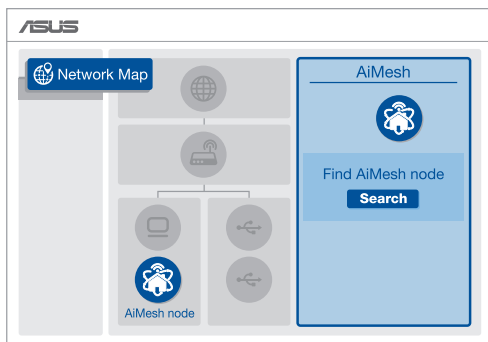 ASUS
Network Map
AiMesh
Find AiMesh node
Search
AiMesh node